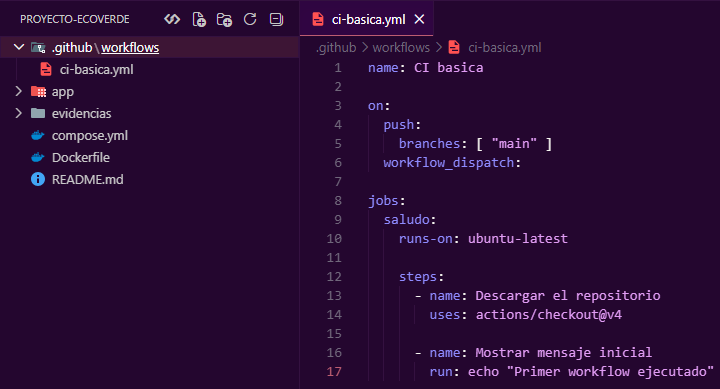 PROYECTO-ECOVERDE
.github\workflows
ci-basica.yml
app
evidencias
compose.yml
Dockerfile
README.md
ci-basica.yml
.github > workflows > ci-basica.yml
1 name: CI basica
2
3 on:
4   push:
5     branches: [ "main" ]
6   workflow_dispatch:
7
8 jobs:
9   saludo:
10     runs-on: ubuntu-latest
11
12     steps:
13       - name: Descargar el repositorio
14         uses: actions/checkout@v4
15
16       - name: Mostrar mensaje inicial
17         run: echo "Primer workflow ejecutado"